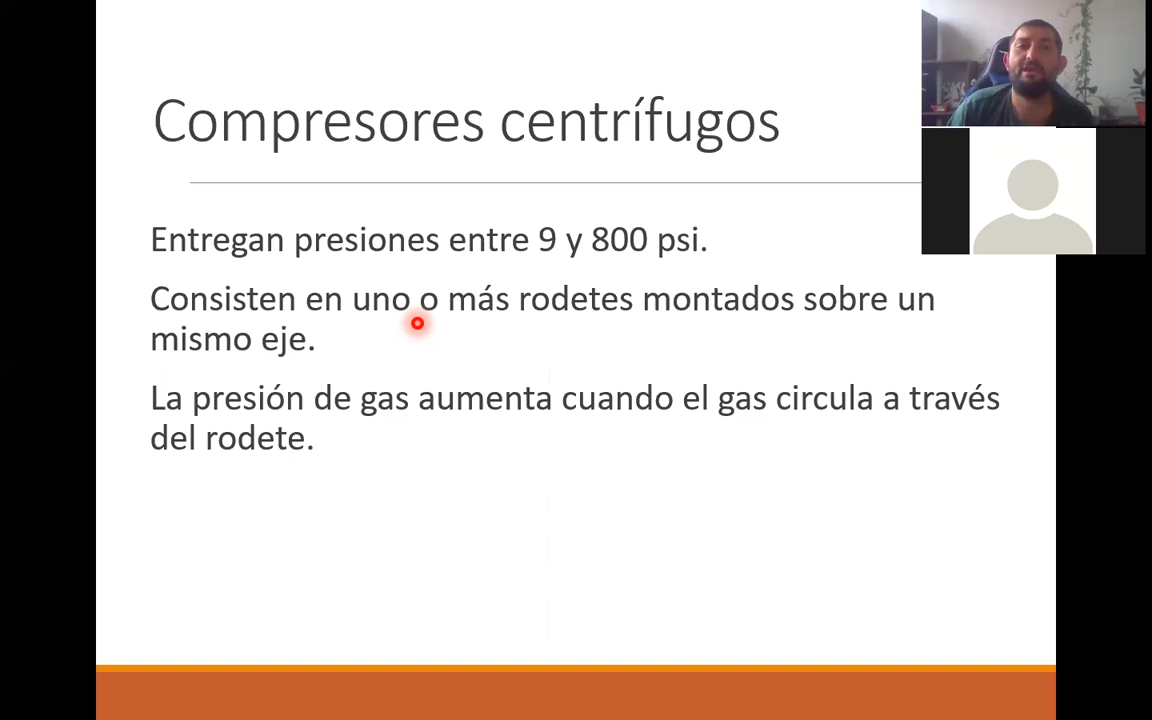 Compresores centrífugos
Entregan presiones entre 9 y 800 psi.
Consisten en uno o más rodetes montados sobre un
mismo eje.
La presión de gas aumenta cuando el gas circula a través
del rodete.